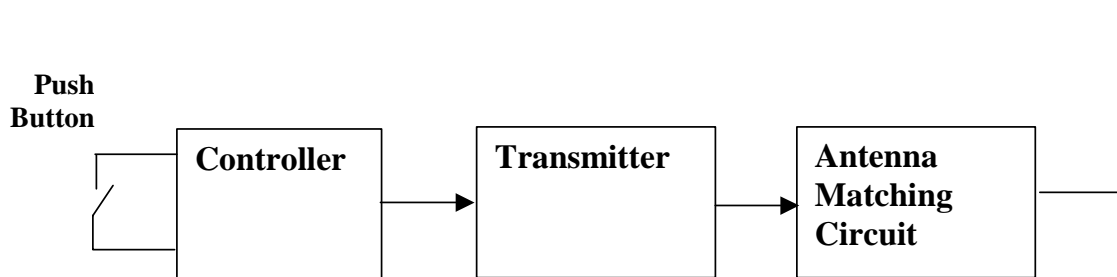 Push
Button
Controller
Transmitter
Antenna
Matching
Circuit